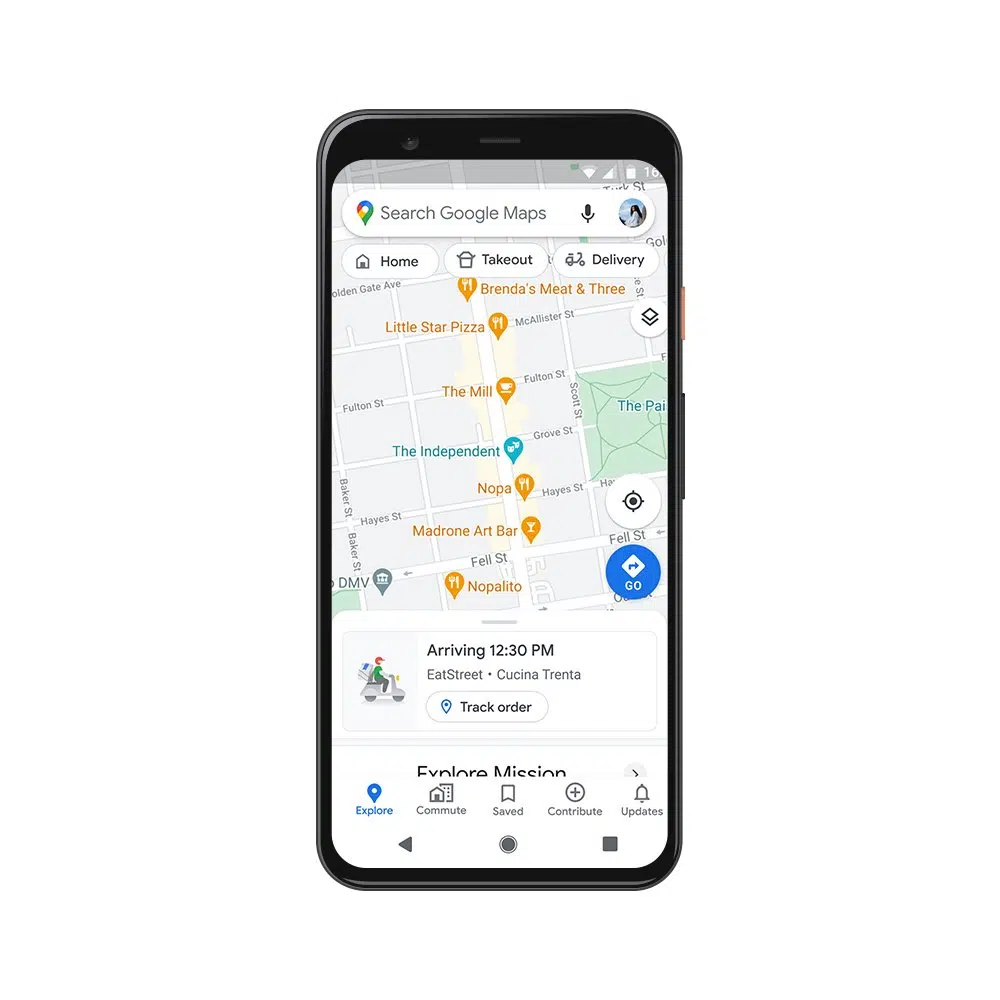 16:
Turk St
Search Google Maps
Gol
Home
Takeout
Delivery
olden Gate Ave
Brenda's Meat & Three
Little Star Pizza
McAllister St
The Mill
Fulton St
Scott St
Fulton St
The Pai
The Independent
Grove St
Nopa
Hayes St
Ha
Baker St
Hayes St
Madrone Art Bar
Baker St
Fell St
Fell St
DMV
Nopalito
GO
Arriving 12:30 PM
EatStreet • Cucina Trenta
Track order
Explore Mission
Explore
Commute
Saved
Contribute
Updates